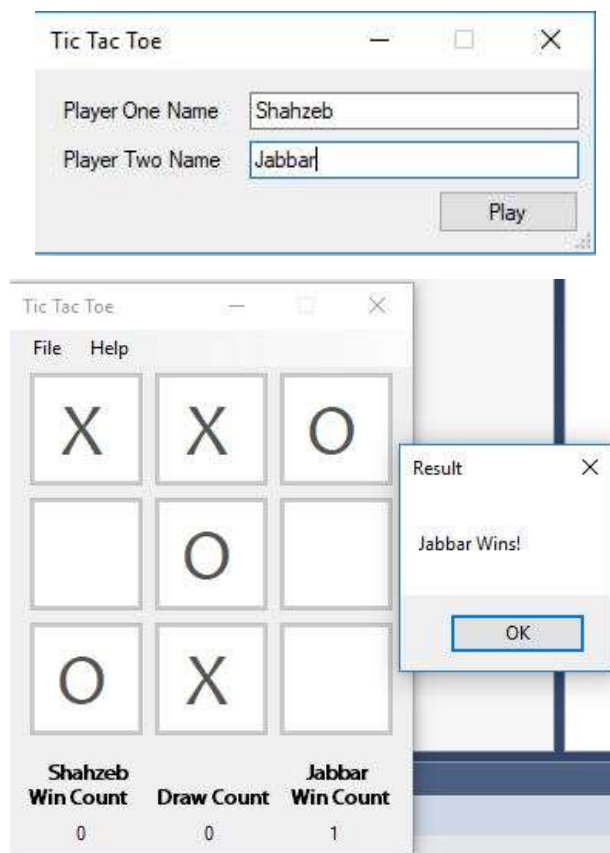 Tic Tac Toe
Player One Name Shahzeb
Player Two Name Jabbar
Play
Tic Tac Toe
File Help
X X O
O
O X
Result
Jabbar Wins!
OK
Shahzeb Jabbar
Win Count Draw Count Win Count
0 0 1